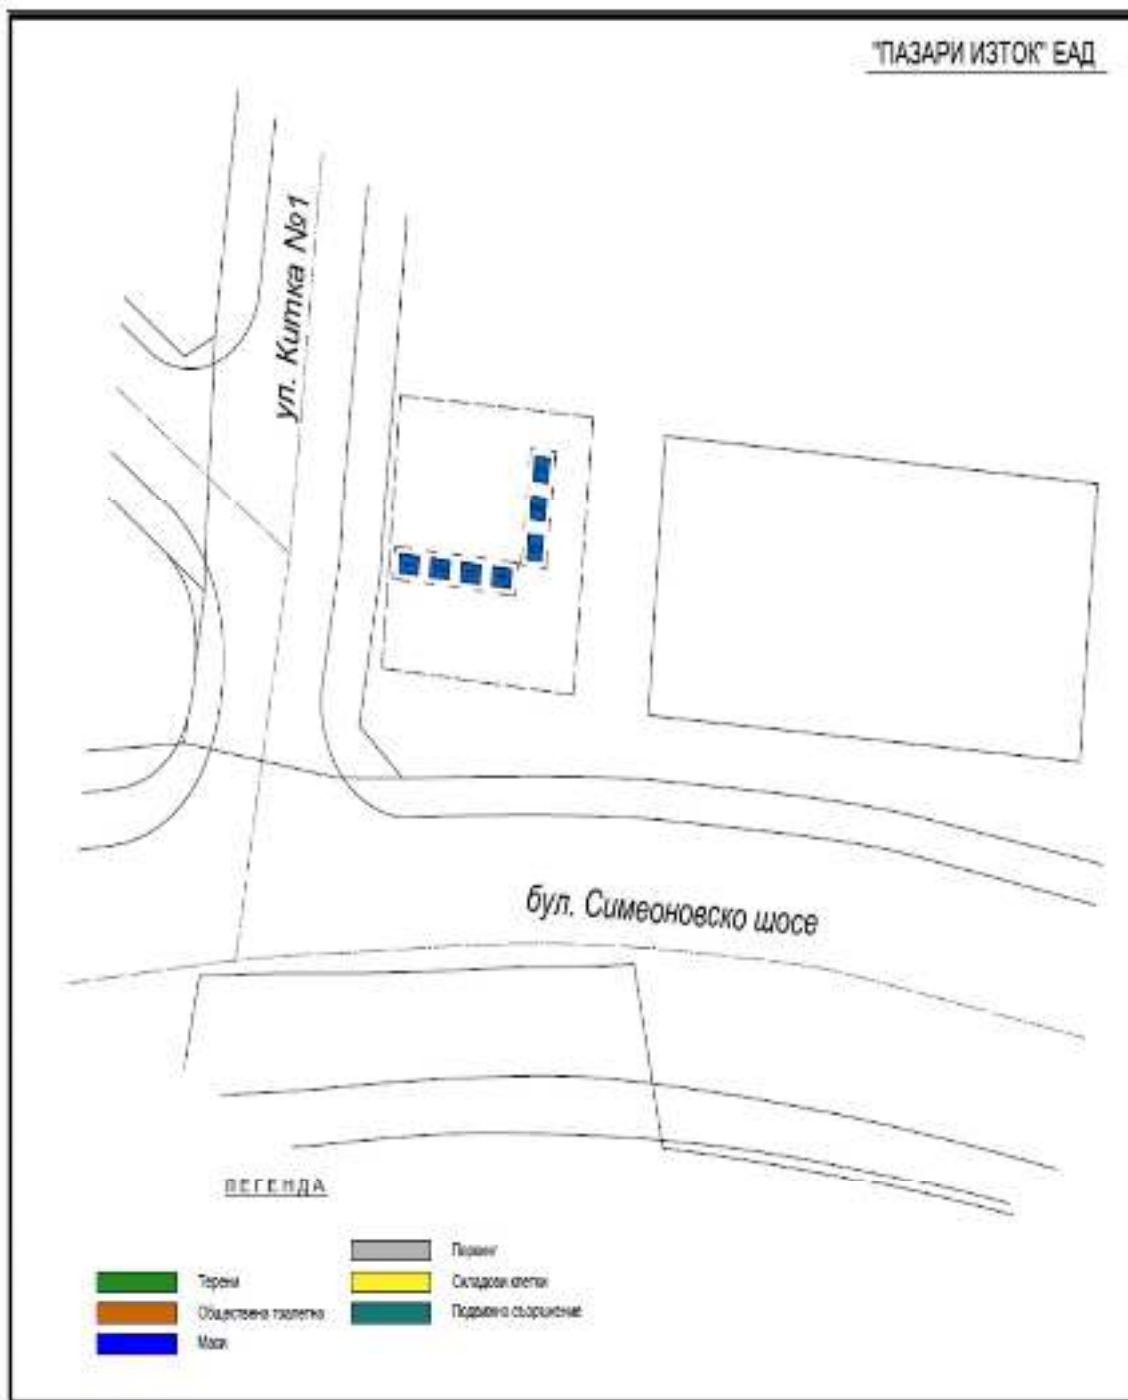 "ПАЗАРИ ИЗТОК" ЕАД
ул. Китка №1
бул. Симеоновско шосе
ЛЕГЕНДА
Паркинг
Терени
Складови клетки
Обществена тоалетна
Подвижно съоръжение
Маси